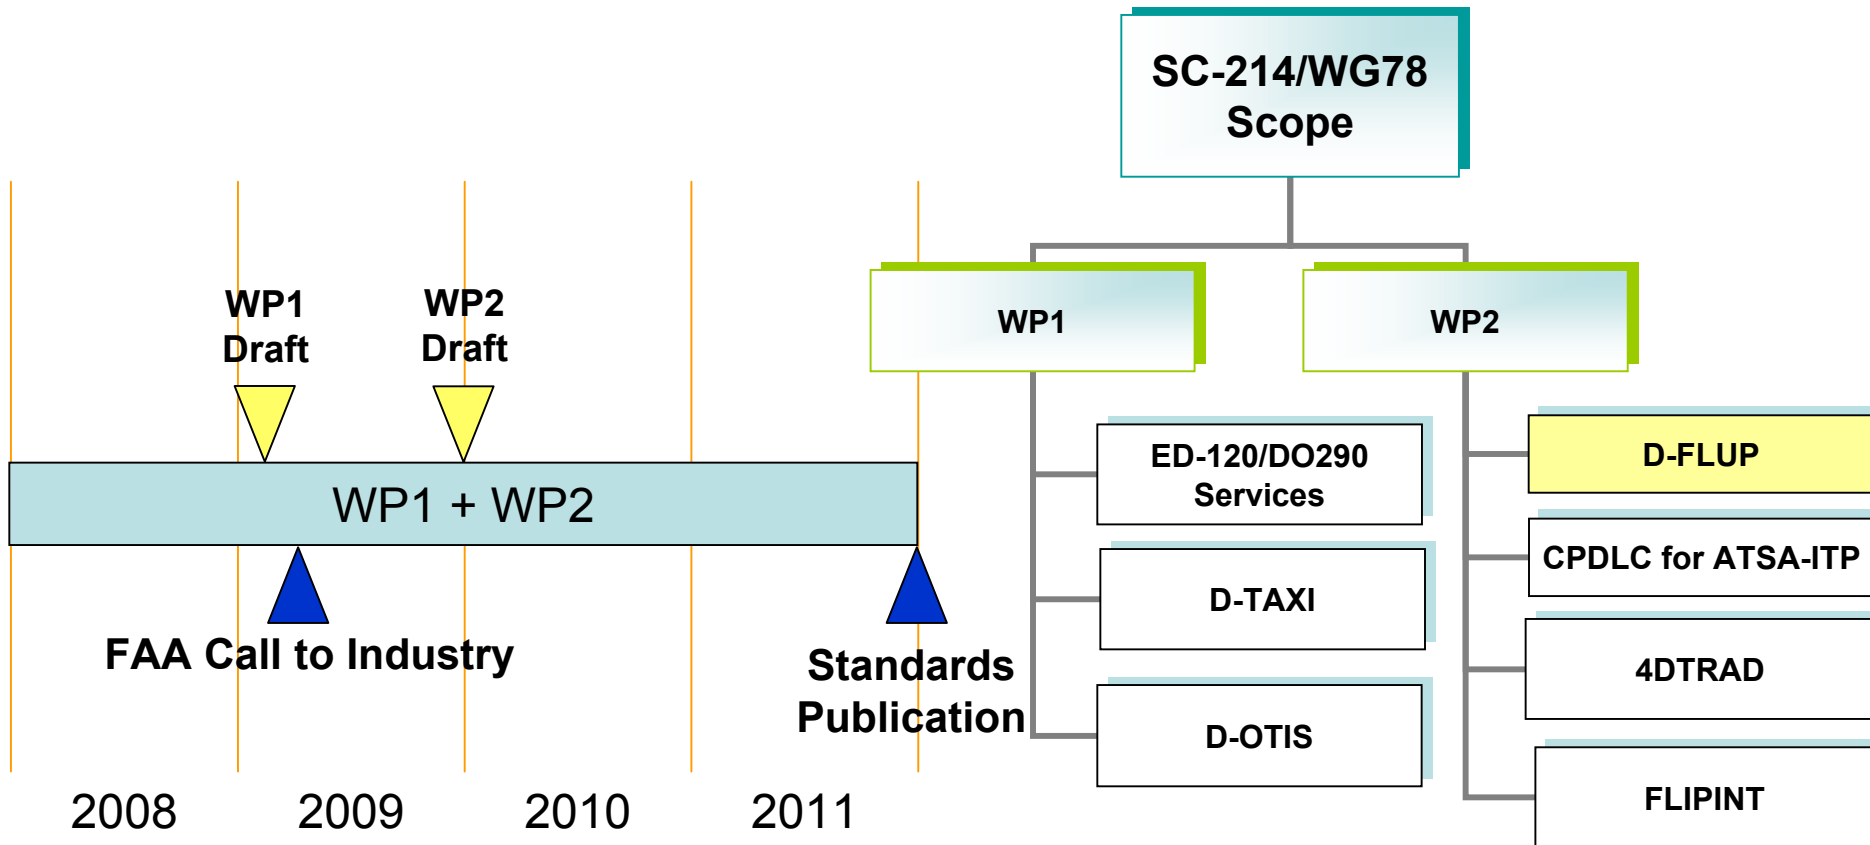 SC-214/WG78
Scope
WP1
Draft
WP2
Draft
WP1 + WP2
FAA Call to Industry
Standards
Publication
2008
2009
2010
2011
WP1
ED-120/DO290
Services
D-TAXI
D-OTIS
WP2
D-FLUP
CPDLC for ATSA-ITP
4DTRAD
FLIPINT